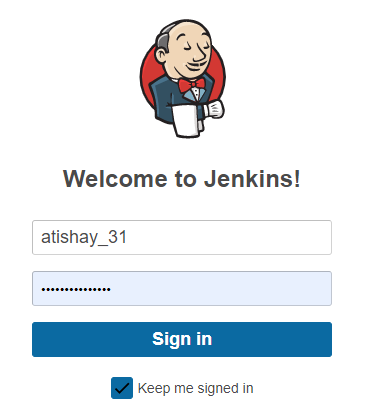 Welcome to Jenkins!
atishay_31
•••••••••••••••
Sign in
Keep me signed in